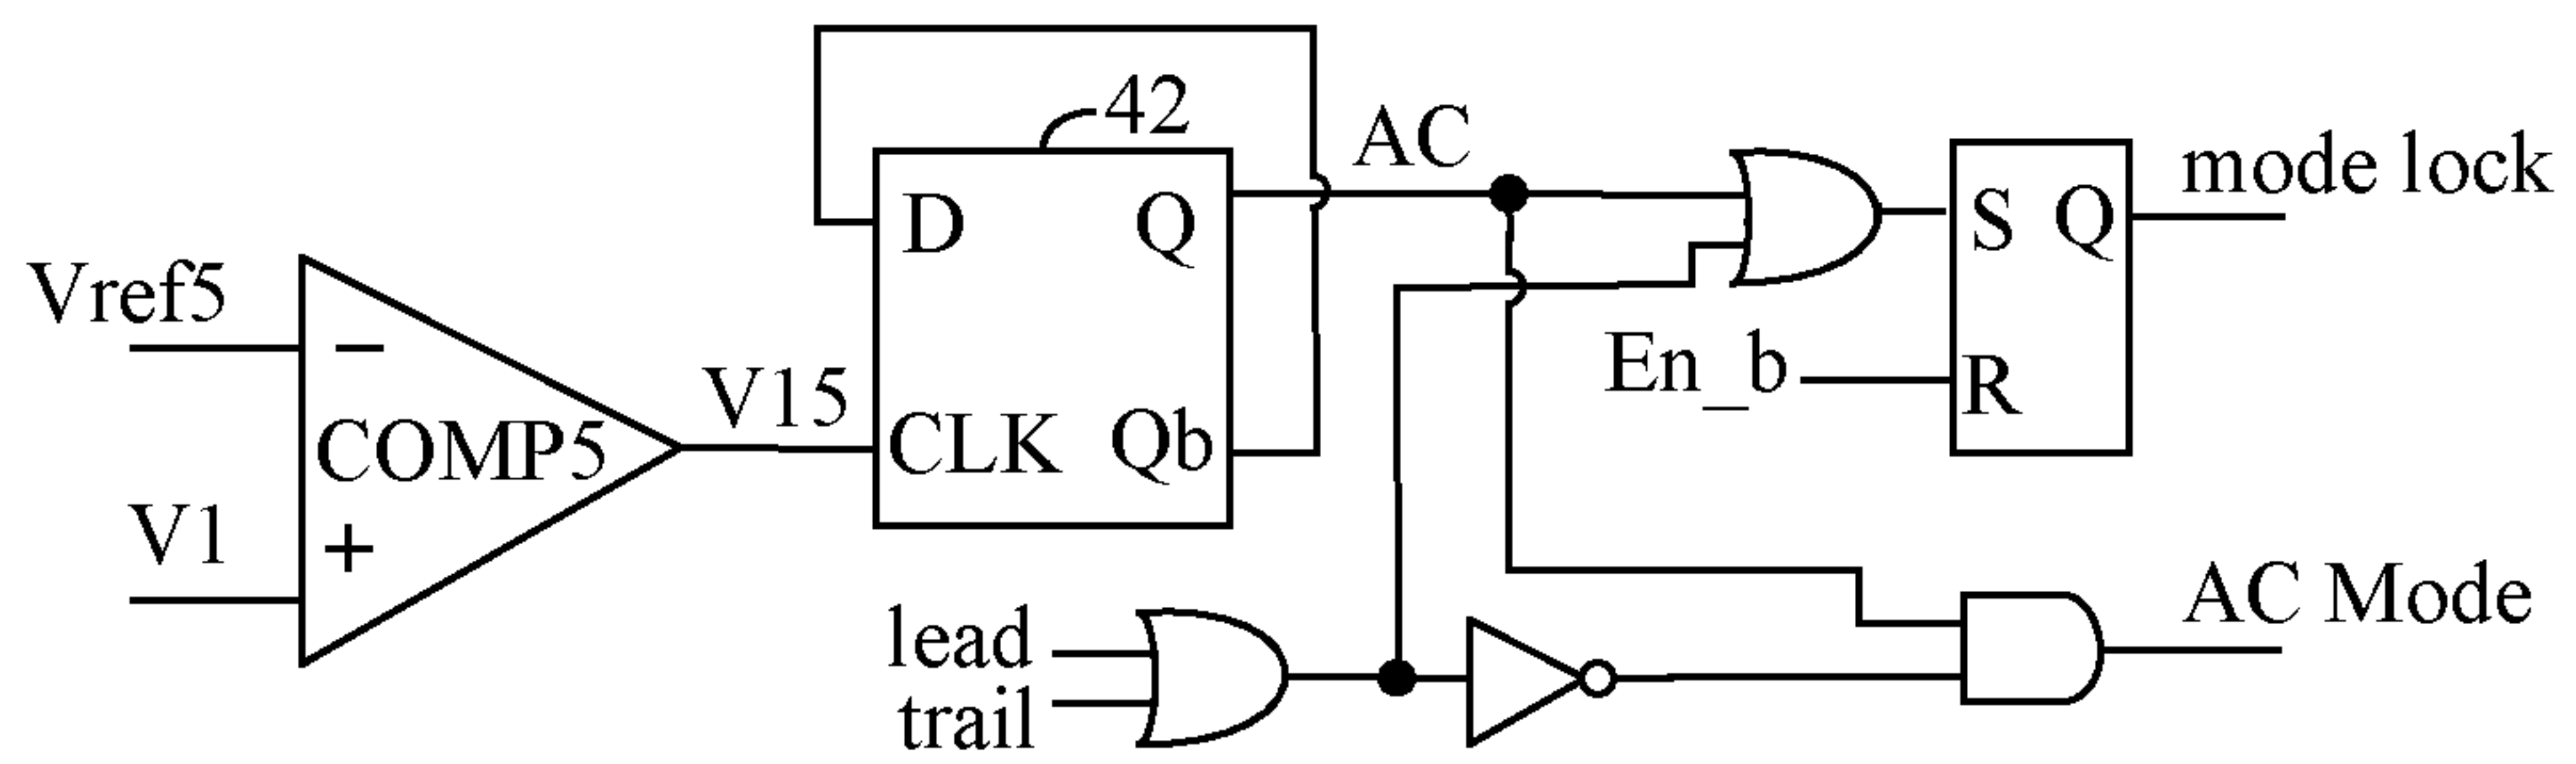 42
AC
D
Q
mode lock
S
Q
Vref5
−
V15
En_b
R
COMP5
CLK
Qb
V1
+
lead
trail
AC Mode